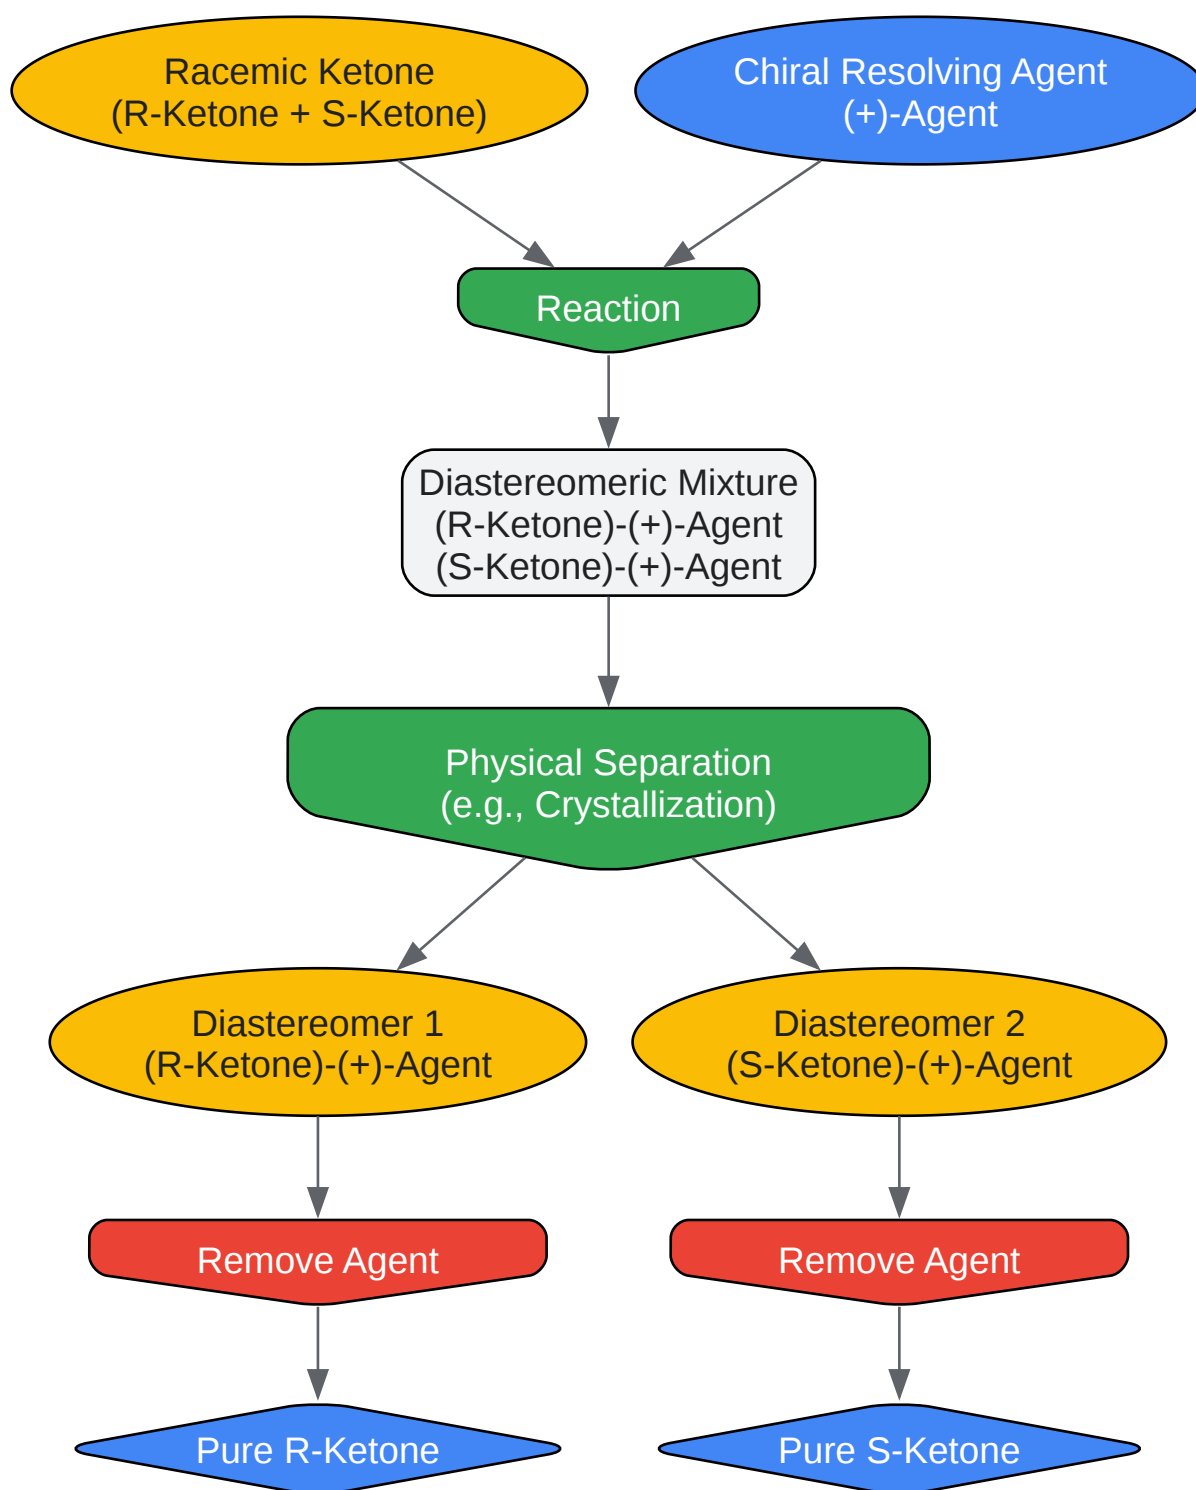 Racemic Ketone
(R-Ketone + S-Ketone)
Chiral Resolving Agent
(+)-Agent
Reaction
Diastereomeric Mixture
(R-Ketone)-(+)-Agent
(S-Ketone)-(+)-Agent
Physical Separation
(e.g., Crystallization)
Diastereomer 1
(R-Ketone)-(+)-Agent
Diastereomer 2
(S-Ketone)-(+)-Agent
Remove Agent
Remove Agent
Pure R-Ketone
Pure S-Ketone